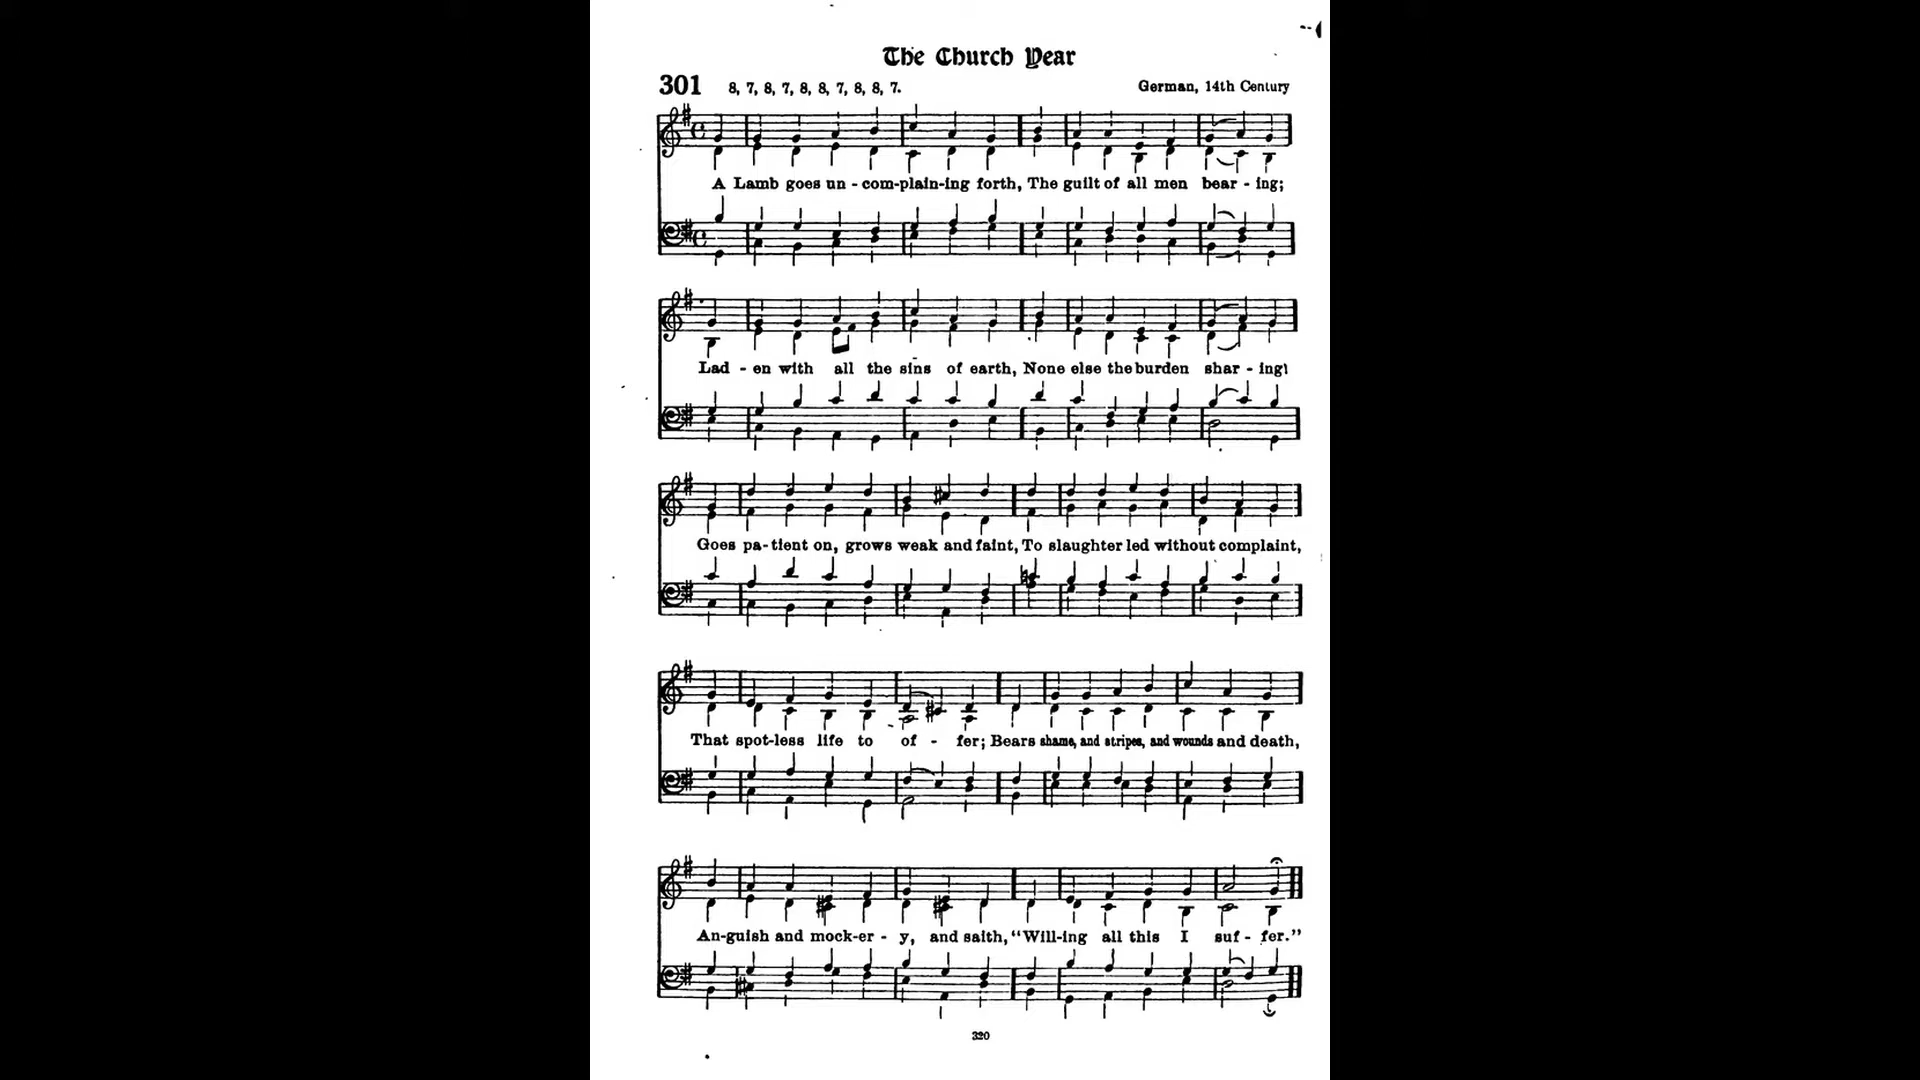 The Church Year
301 8, 7, 8, 7, 8, 8, 7, 8, 8, 7. German, 14th Century
A Lamb goes un - com-plain-ing forth, The guilt of all men bear - ing;
Lad - en with all the sins of earth, None else the burden shar - ing!
Goes pa-tient on, grows weak and faint, To slaughter led without complaint,
That spot-less life to of - fer; Bears shame, and stripes, and wounds and death,
An-guish and mock-er - y, and saith, “Will-ing all this I suf - fer.”
320